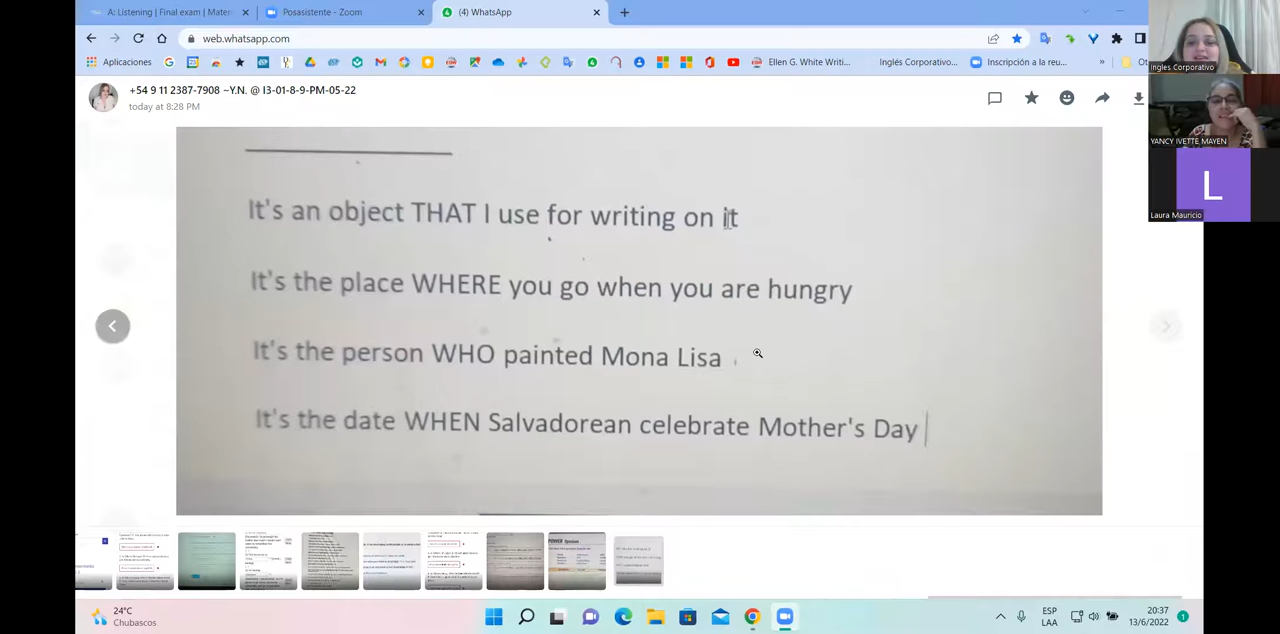 A: Listening | Final exam | Mater
Posasistente - Zoom
(4) WhatsApp
web.whatsapp.com
Aplicaciones
Ellen G. White Writi...
Inglés Corporativo...
Inscripción a la reu...
»
+54 9 11 2387-7908 ~Y.N. @ I3-01-8-9-PM-05-22
today at 8:28 PM
It's an object THAT I use for writing on it
It's the place WHERE you go when you are hungry
It's the person WHO painted Mona Lisa
It's the date WHEN Salvadorean celebrate Mother's Day
Ingles Corporativo
YANCY IVETTE MAYEN
L
Laura Mauricio
24°C
Chubascos
ESP
LAA
20:37
13/6/2022
1